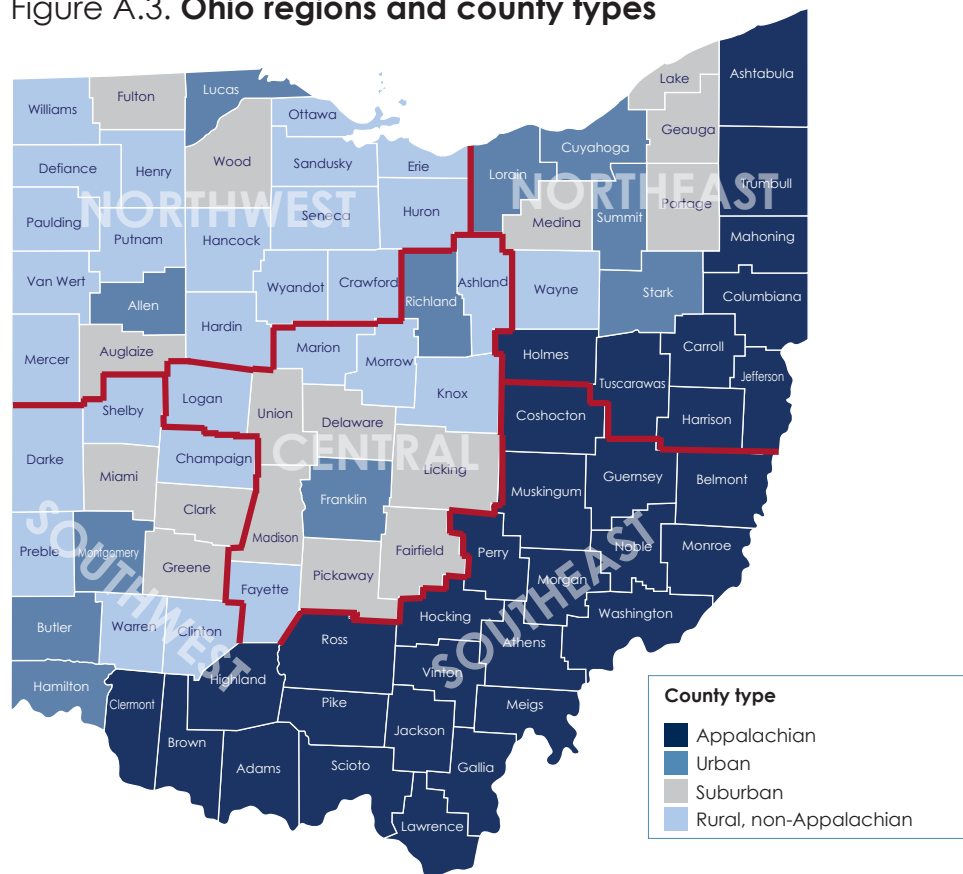 Figure A.3. Ohio regions and county types
Ashtabula
Lake
Lucas
Fulton
Williams
Ottawa
Geauga
Cuyahoga
Wood
Sandusky
Erie
Defiance
Henry
Lorain
Trumbull
NORTHWEST
NORTHEAST
Portage
Paulding
Seneca
Huron
Medina
Summit
Putnam
Hancock
Mahoning
Van Wert
Wyandot
Crawford
Ashland
Wayne
Stark
Columbiana
Allen
Richland
Hardin
Marion
Carroll
Mercer
Auglaize
Morrow
Holmes
Jefferson
Tuscarawas
Knox
Logan
Shelby
Union
Delaware
Coshocton
Harrison
CENTRAL
Darke
Champaign
Licking
Miami
Guernsey
Belmont
Franklin
Muskingum
Clark
Madison
Preble
Montgomery
Fairfield
Perry
Noble
Monroe
SOUTHWEST
SOUTHEAST
Greene
Pickaway
Morgan
Fayette
Hocking
Washington
Butler
Warren
Clinton
Ross
Athens
Vinton
Highland
Hamilton
Clermont
Pike
Meigs
Jackson
Brown
Adams
Scioto
Gallia
Lawrence
County type
Appalachian
Urban
Suburban
Rural, non-Appalachian